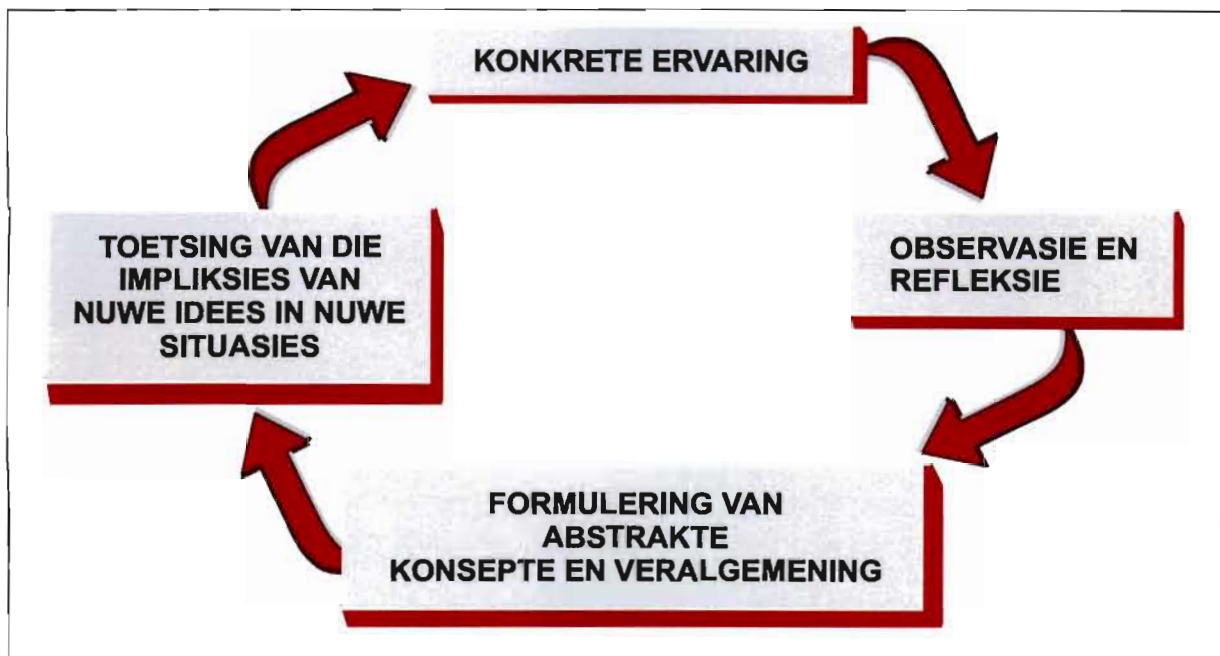 KONKRETE ERVARING
OBSERVASIE EN
REFLEKSIE
FORMULERING VAN
ABSTRAKTE
KONSEPTE EN VERALGEMENING
TOETSING VAN DIE
IMPLIKSIES VAN
NUWE IDEES IN NUWE
SITUASIES